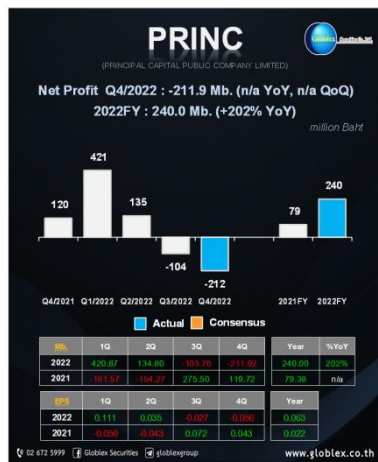 PRINC
Globlex Securities Co., Ltd.
(PRINCIPAL CAPITAL PUBLIC COMPANY LIMITED)
Net Profit Q4/2022 : -211.9 Mb. (n/a YoY, n/a QoQ)
2022FY : 240.0 Mb. (+202% YoY)
million Baht
120 421 135 -104 -212 79 240
Q4/2021 Q1/2022 Q2/2022 Q3/2022 Q4/2022 2021FY 2022FY
Actual Consensus
Mb. 1Q 2Q 3Q 4Q Year %YoY
2022 420.87 134.80 -103.76 -211.92 240.00 202%
2021 -161.57 -154.27 275.50 119.72 79.38 n/a
EPS 1Q 2Q 3Q 4Q Year
2022 0.111 0.035 -0.027 -0.056 0.063
2021 -0.050 -0.043 0.072 0.043 0.022
02 672 5999 Globlex Securities globlexgroup www.globlex.co.th